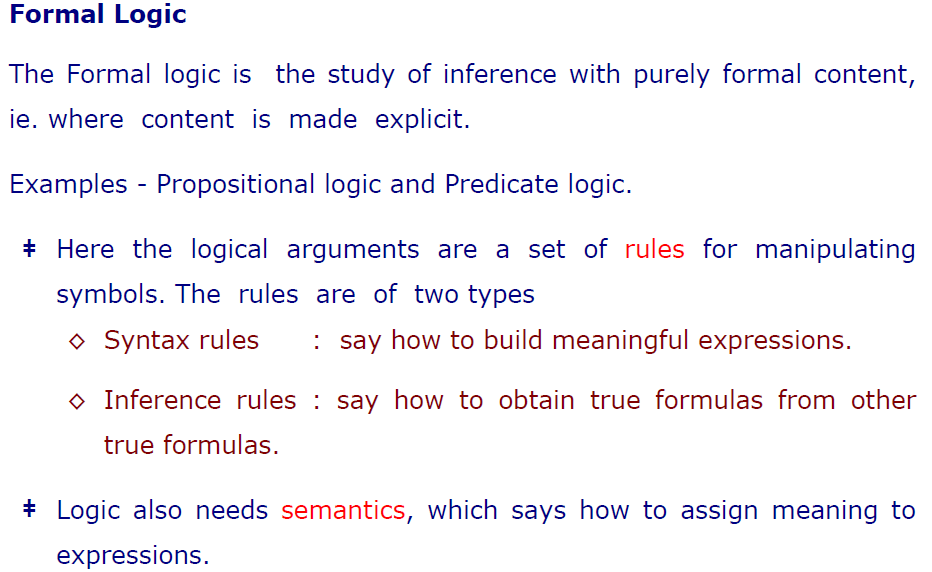 Formal Logic
The Formal logic is the study of inference with purely formal content,
ie. where content is made explicit.
Examples - Propositional logic and Predicate logic.
ǂ Here the logical arguments are a set of rules for manipulating
symbols. The rules are of two types
◇ Syntax rules : say how to build meaningful expressions.
◇ Inference rules : say how to obtain true formulas from other
true formulas.
ǂ Logic also needs semantics, which says how to assign meaning to
expressions.